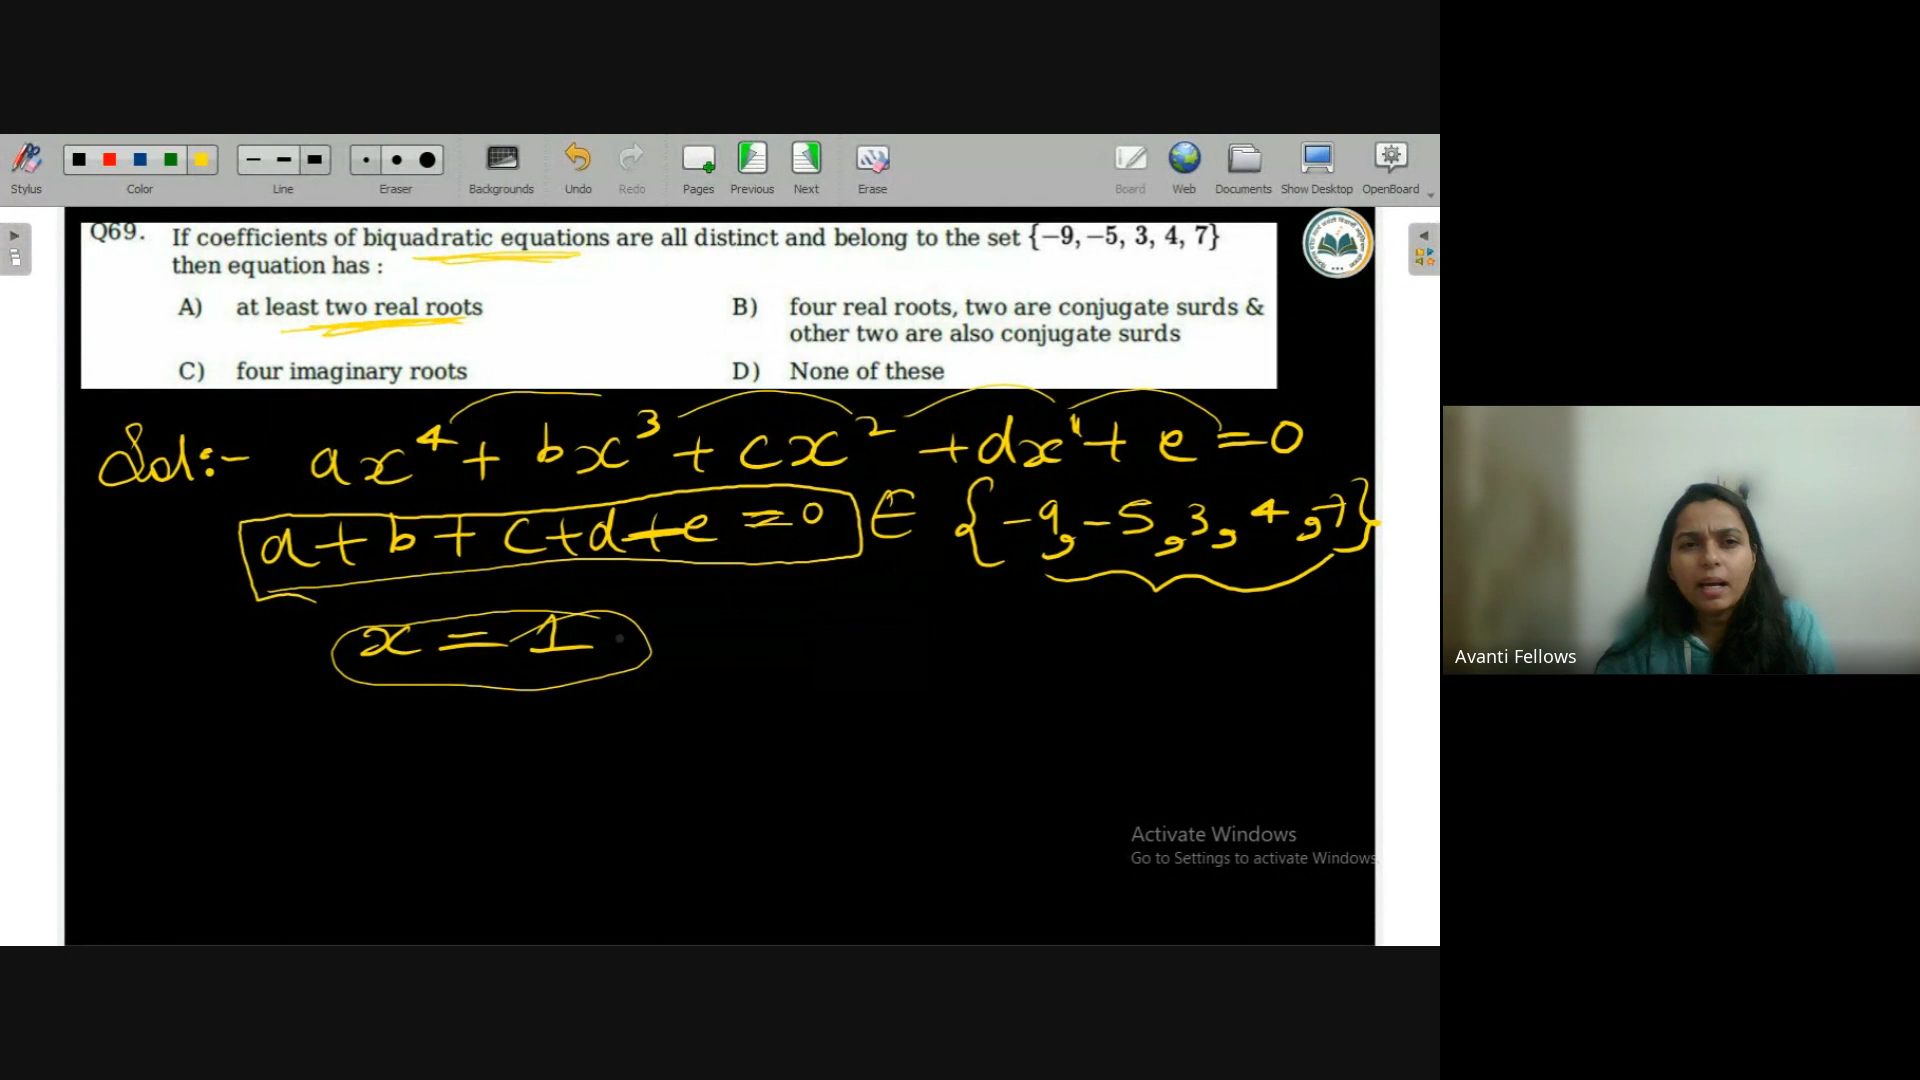 Stylus Color Line Eraser Backgrounds Undo Redo Pages Previous Next Erase Board Web Documents Show Desktop OpenBoard
Q69. If coefficients of biquadratic equations are all distinct and belong to the set {−9, −5, 3, 4, 7}
then equation has :
A) at least two real roots
B) four real roots, two are conjugate surds &
other two are also conjugate surds
C) four imaginary roots
D) None of these
Sol:- ax⁴ + bx³ + cx² + dx + e = 0
a + b + c + d + e = 0 ∈ {-9, -5, 3, 4, 7}
x = 1
Avanti Fellows
Activate Windows
Go to Settings to activate Windows.